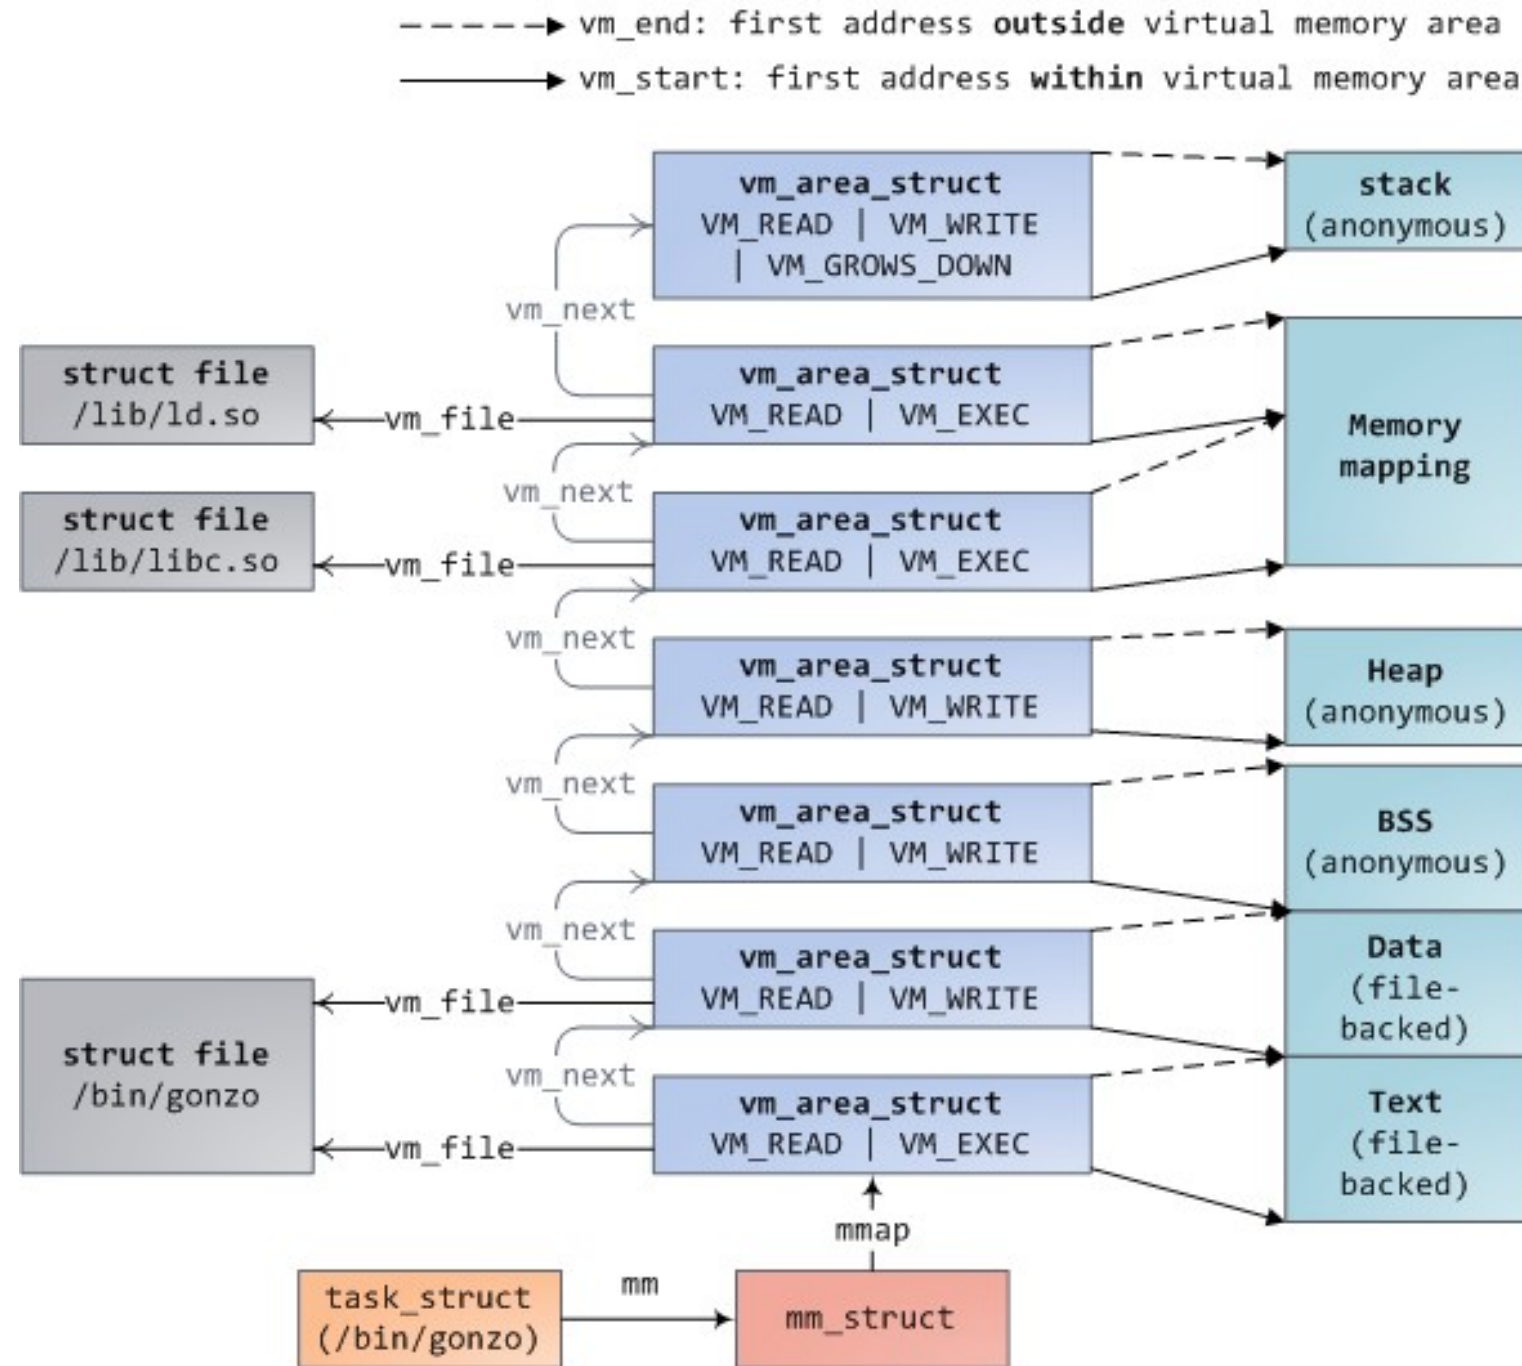 vm_end: first address outside virtual memory area
vm_start: first address within virtual memory area
vm_area_struct
VM_READ | VM_WRITE
| VM_GROWS_DOWN
stack
(anonymous)
vm_next
struct file
/lib/ld.so
vm_file
vm_area_struct
VM_READ | VM_EXEC
Memory
mapping
vm_next
struct file
/lib/libc.so
vm_file
vm_area_struct
VM_READ | VM_EXEC
vm_next
vm_area_struct
VM_READ | VM_WRITE
Heap
(anonymous)
vm_next
vm_area_struct
VM_READ | VM_WRITE
BSS
(anonymous)
vm_next
vm_area_struct
VM_READ | VM_WRITE
Data
(file-
backed)
vm_file
struct file
/bin/gonzo
vm_next
vm_file
vm_area_struct
VM_READ | VM_EXEC
Text
(file-
backed)
mmap
task_struct
(/bin/gonzo)
mm
mm_struct